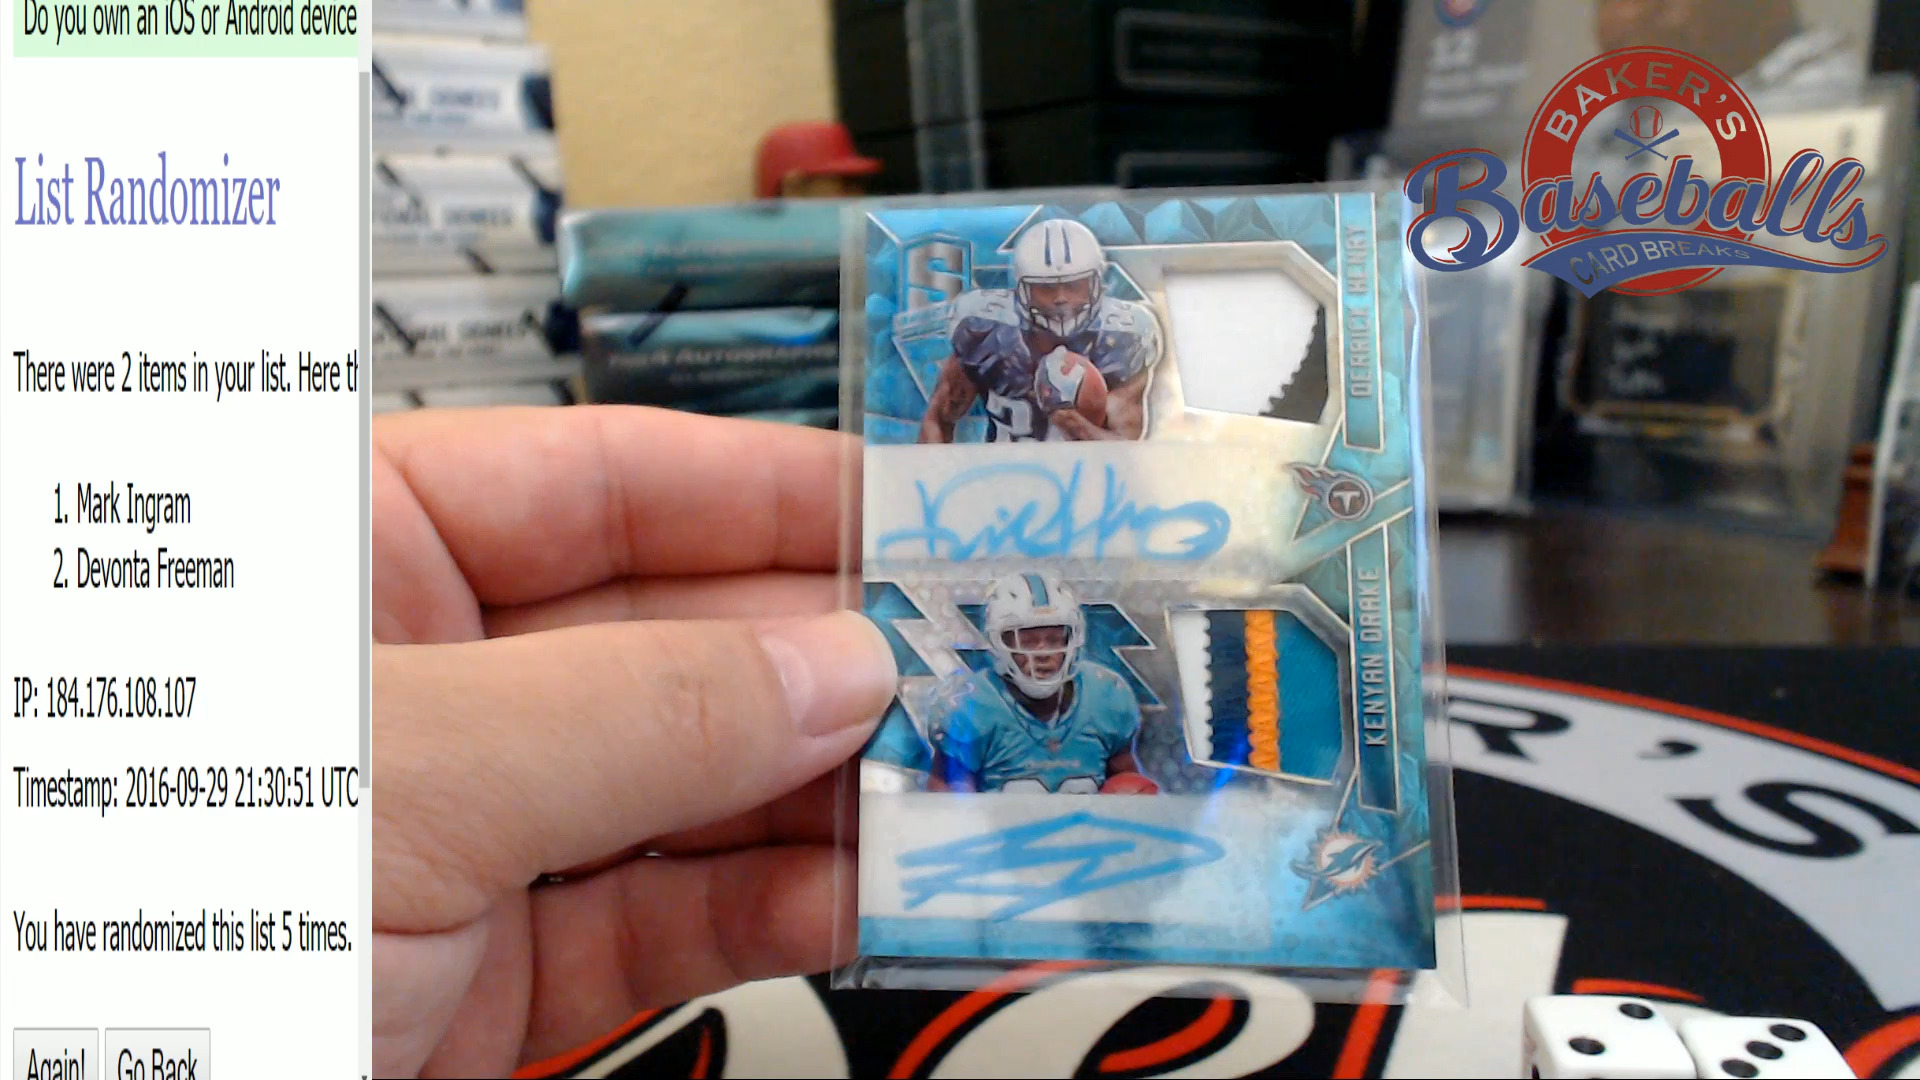 Do you own an iOS or Android device
List Randomizer
There were 2 items in your list. Here th
1. Mark Ingram
2. Devonta Freeman
IP: 184.176.108.107
Timestamp: 2016-09-29 21:30:51 UTC
You have randomized this list 5 times.
Again!
Go Back
BAKER'S
Baseballs
CARD BREAKS
12
S
DERRICK HENRY
T
KENYAN DRAKE
R'S